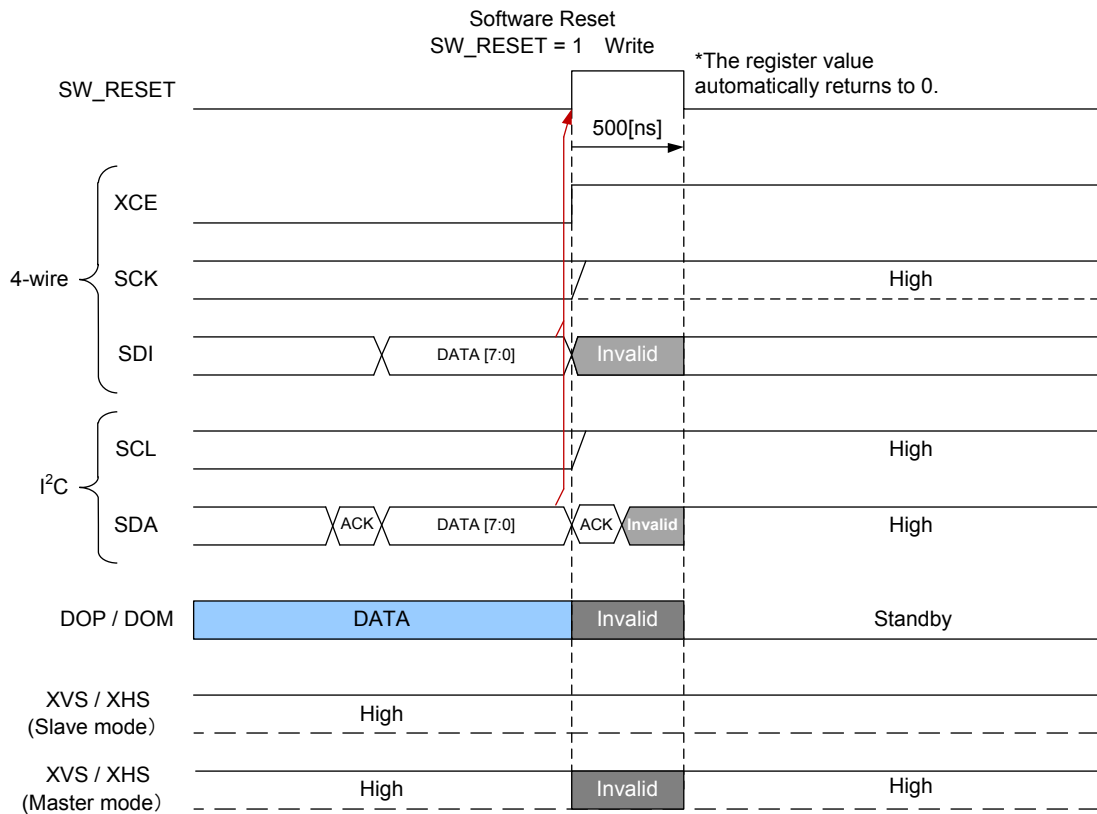 Software Reset
SW_RESET = 1 Write
*The register value
automatically returns to 0.
SW_RESET
500[ns]
XCE
4-wire
SCK
High
SDI
DATA [7:0]
Invalid
SCL
High
I²C
SDA
ACK
DATA [7:0]
ACK
Invalid
High
DOP / DOM
DATA
Invalid
Standby
XVS / XHS
(Slave mode）
High
XVS / XHS
(Master mode）
High
Invalid
High